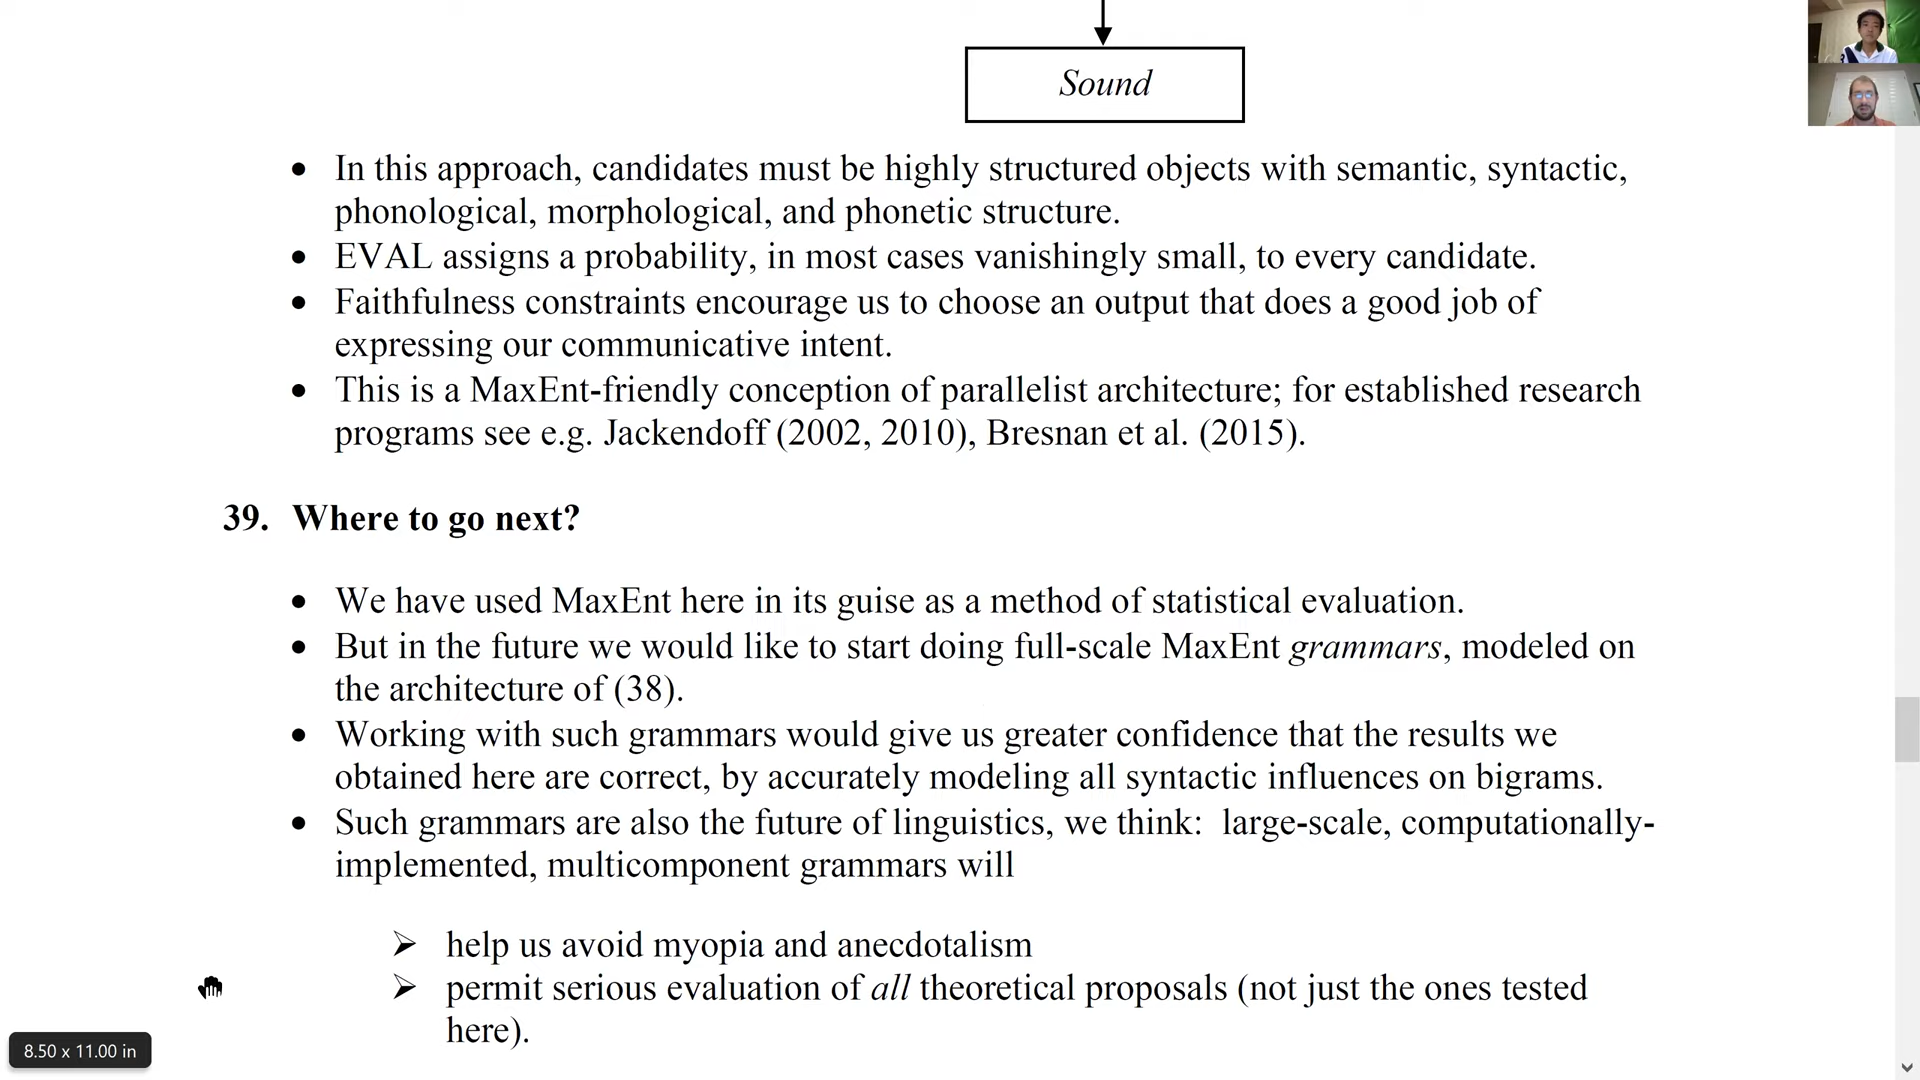 Sound
• In this approach, candidates must be highly structured objects with semantic, syntactic,
phonological, morphological, and phonetic structure.
• EVAL assigns a probability, in most cases vanishingly small, to every candidate.
• Faithfulness constraints encourage us to choose an output that does a good job of
expressing our communicative intent.
• This is a MaxEnt-friendly conception of parallelist architecture; for established research
programs see e.g. Jackendoff (2002, 2010), Bresnan et al. (2015).
39. Where to go next?
• We have used MaxEnt here in its guise as a method of statistical evaluation.
• But in the future we would like to start doing full-scale MaxEnt grammars, modeled on
the architecture of (38).
• Working with such grammars would give us greater confidence that the results we
obtained here are correct, by accurately modeling all syntactic influences on bigrams.
• Such grammars are also the future of linguistics, we think: large-scale, computationally-
implemented, multicomponent grammars will
➢ help us avoid myopia and anecdotalism
➢ permit serious evaluation of all theoretical proposals (not just the ones tested
here).
8.50 x 11.00 in